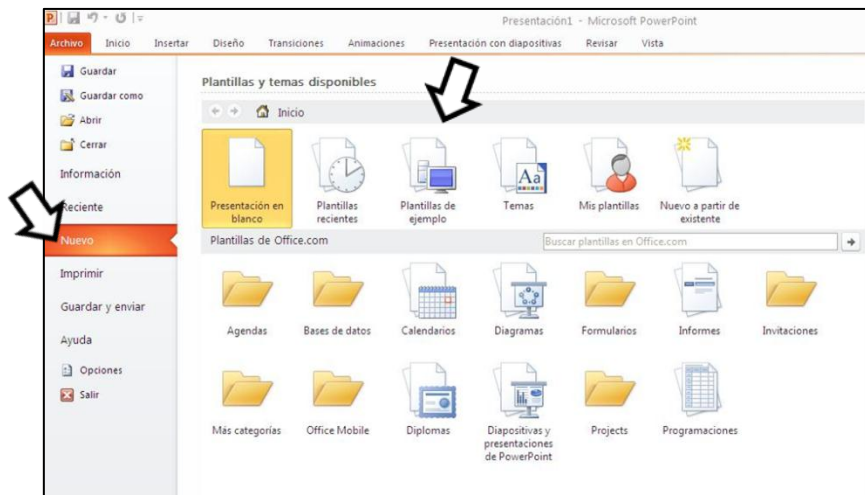 Presentación1 - Microsoft PowerPoint
Archivo Inicio Insertar Diseño Transiciones Animaciones Presentación con diapositivas Revisar Vista
Guardar
Guardar como
Abrir
Cerrar
Información
Reciente
Nuevo
Imprimir
Guardar y enviar
Ayuda
Opciones
Salir
Plantillas y temas disponibles
Inicio
Presentación en
blanco
Plantillas
recientes
Plantillas de
ejemplo
Aa
Temas
Mis plantillas
Nuevo a partir de
existente
Plantillas de Office.com
Buscar plantillas en Office.com
Agendas Bases de datos Calendarios Diagramas Formularios Informes Invitaciones
Más categorías Office Mobile Diplomas
Diapositivas y
presentaciones
de PowerPoint
Projects Programaciones